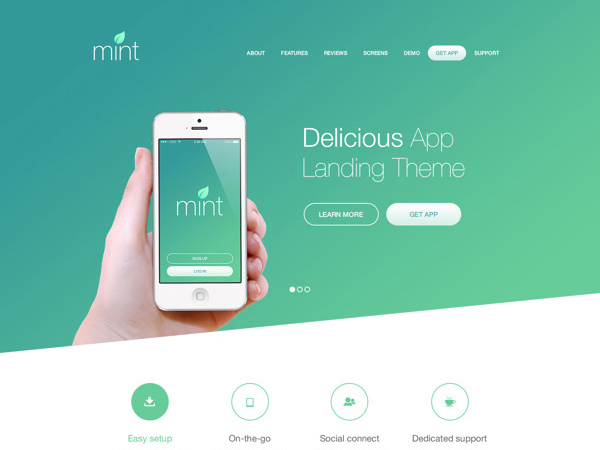 mint
ABOUT FEATURES REVIEWS SCREENS DEMO GET APP SUPPORT
Delicious App
Landing Theme
LEARN MORE GET APP
mint
SIGN UP
LOG IN
Easy setup On-the-go Social connect Dedicated support